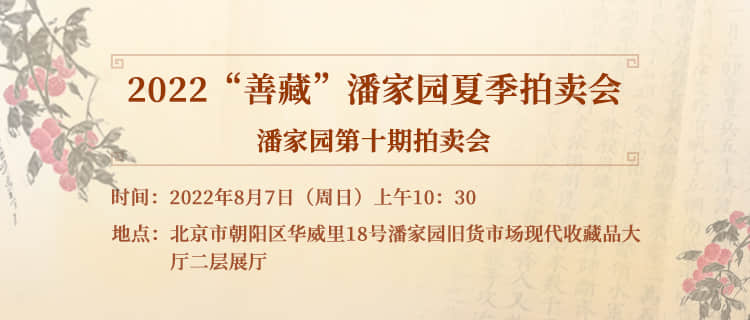 2022“善藏”潘家园夏季拍卖会
潘家园第十期拍卖会
时间：2022年8月7日（周日）上午10：30
地点：北京市朝阳区华威里18号潘家园旧货市场现代收藏品大
厅二层展厅